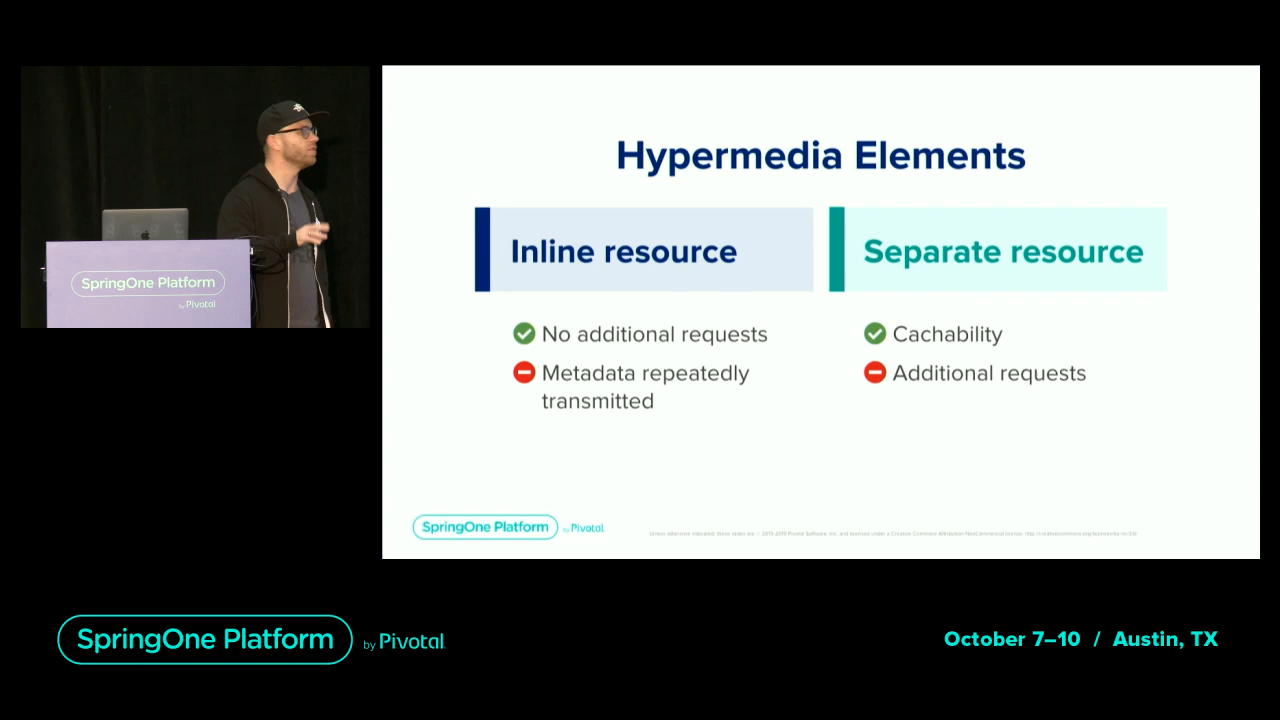 SpringOne Platform
by Pivotal
Hypermedia Elements
Inline resource
Separate resource
No additional requests
Metadata repeatedly
transmitted
Cachability
Additional requests
SpringOne Platform by Pivotal
SpringOne Platform by Pivotal
October 7–10 / Austin, TX